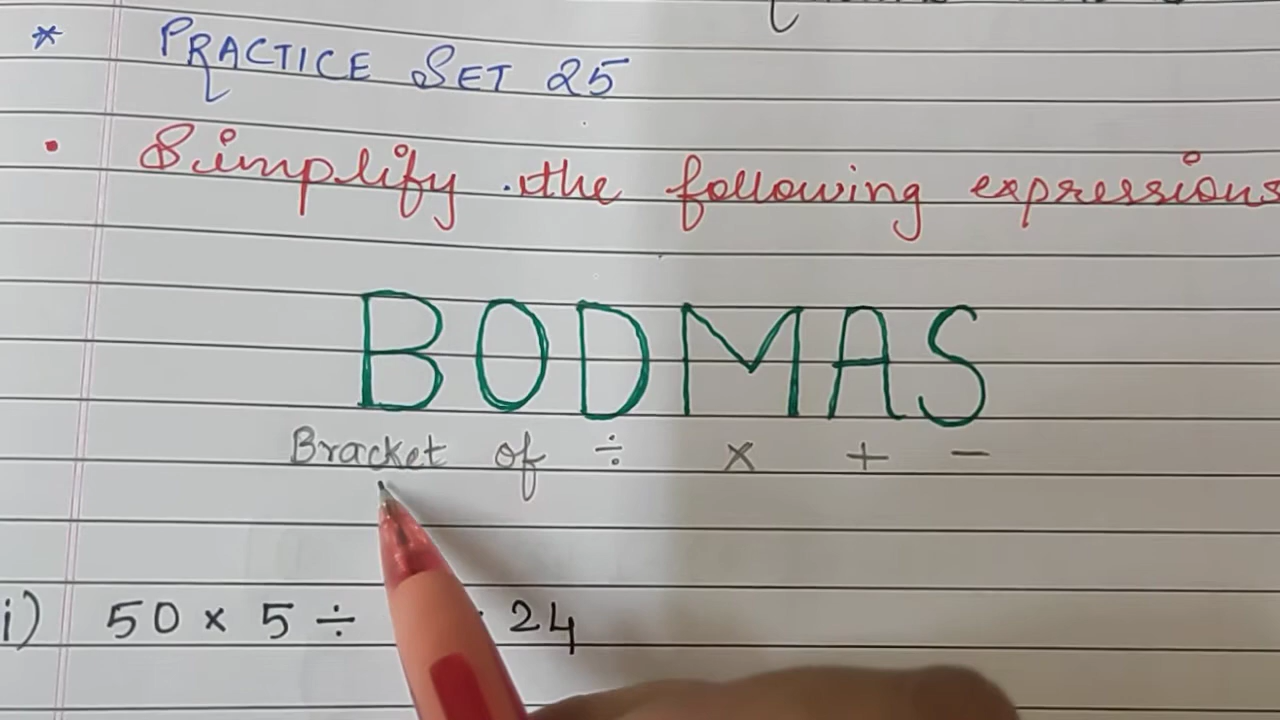 * PRACTICE SET 25
• Simplify the following expressions
BODMAS
Bracket of ÷ × + −
i) 50 × 5 ÷ 24